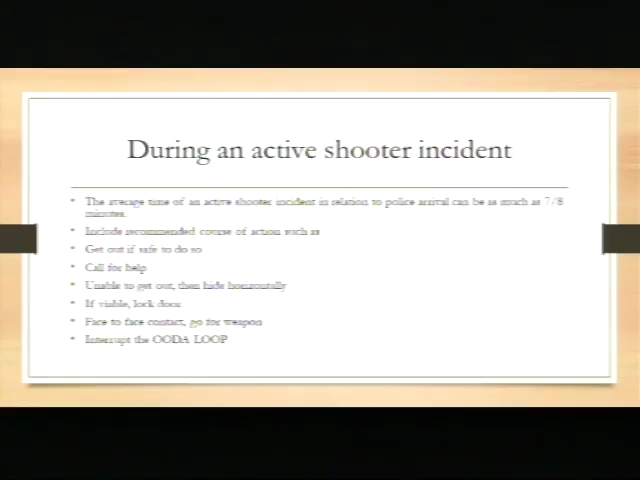 During an active shooter incident
• The average time of an active shooter incident in relation to police arrival can be as much as 7/8
minutes.
• Include recommended course of action such as
• Get out if safe to do so
• Call for help
• Unable to get out, then hide horizontally
• If viable, lock door
• Face to face contact, go for weapon
• Interrupt the OODA LOOP